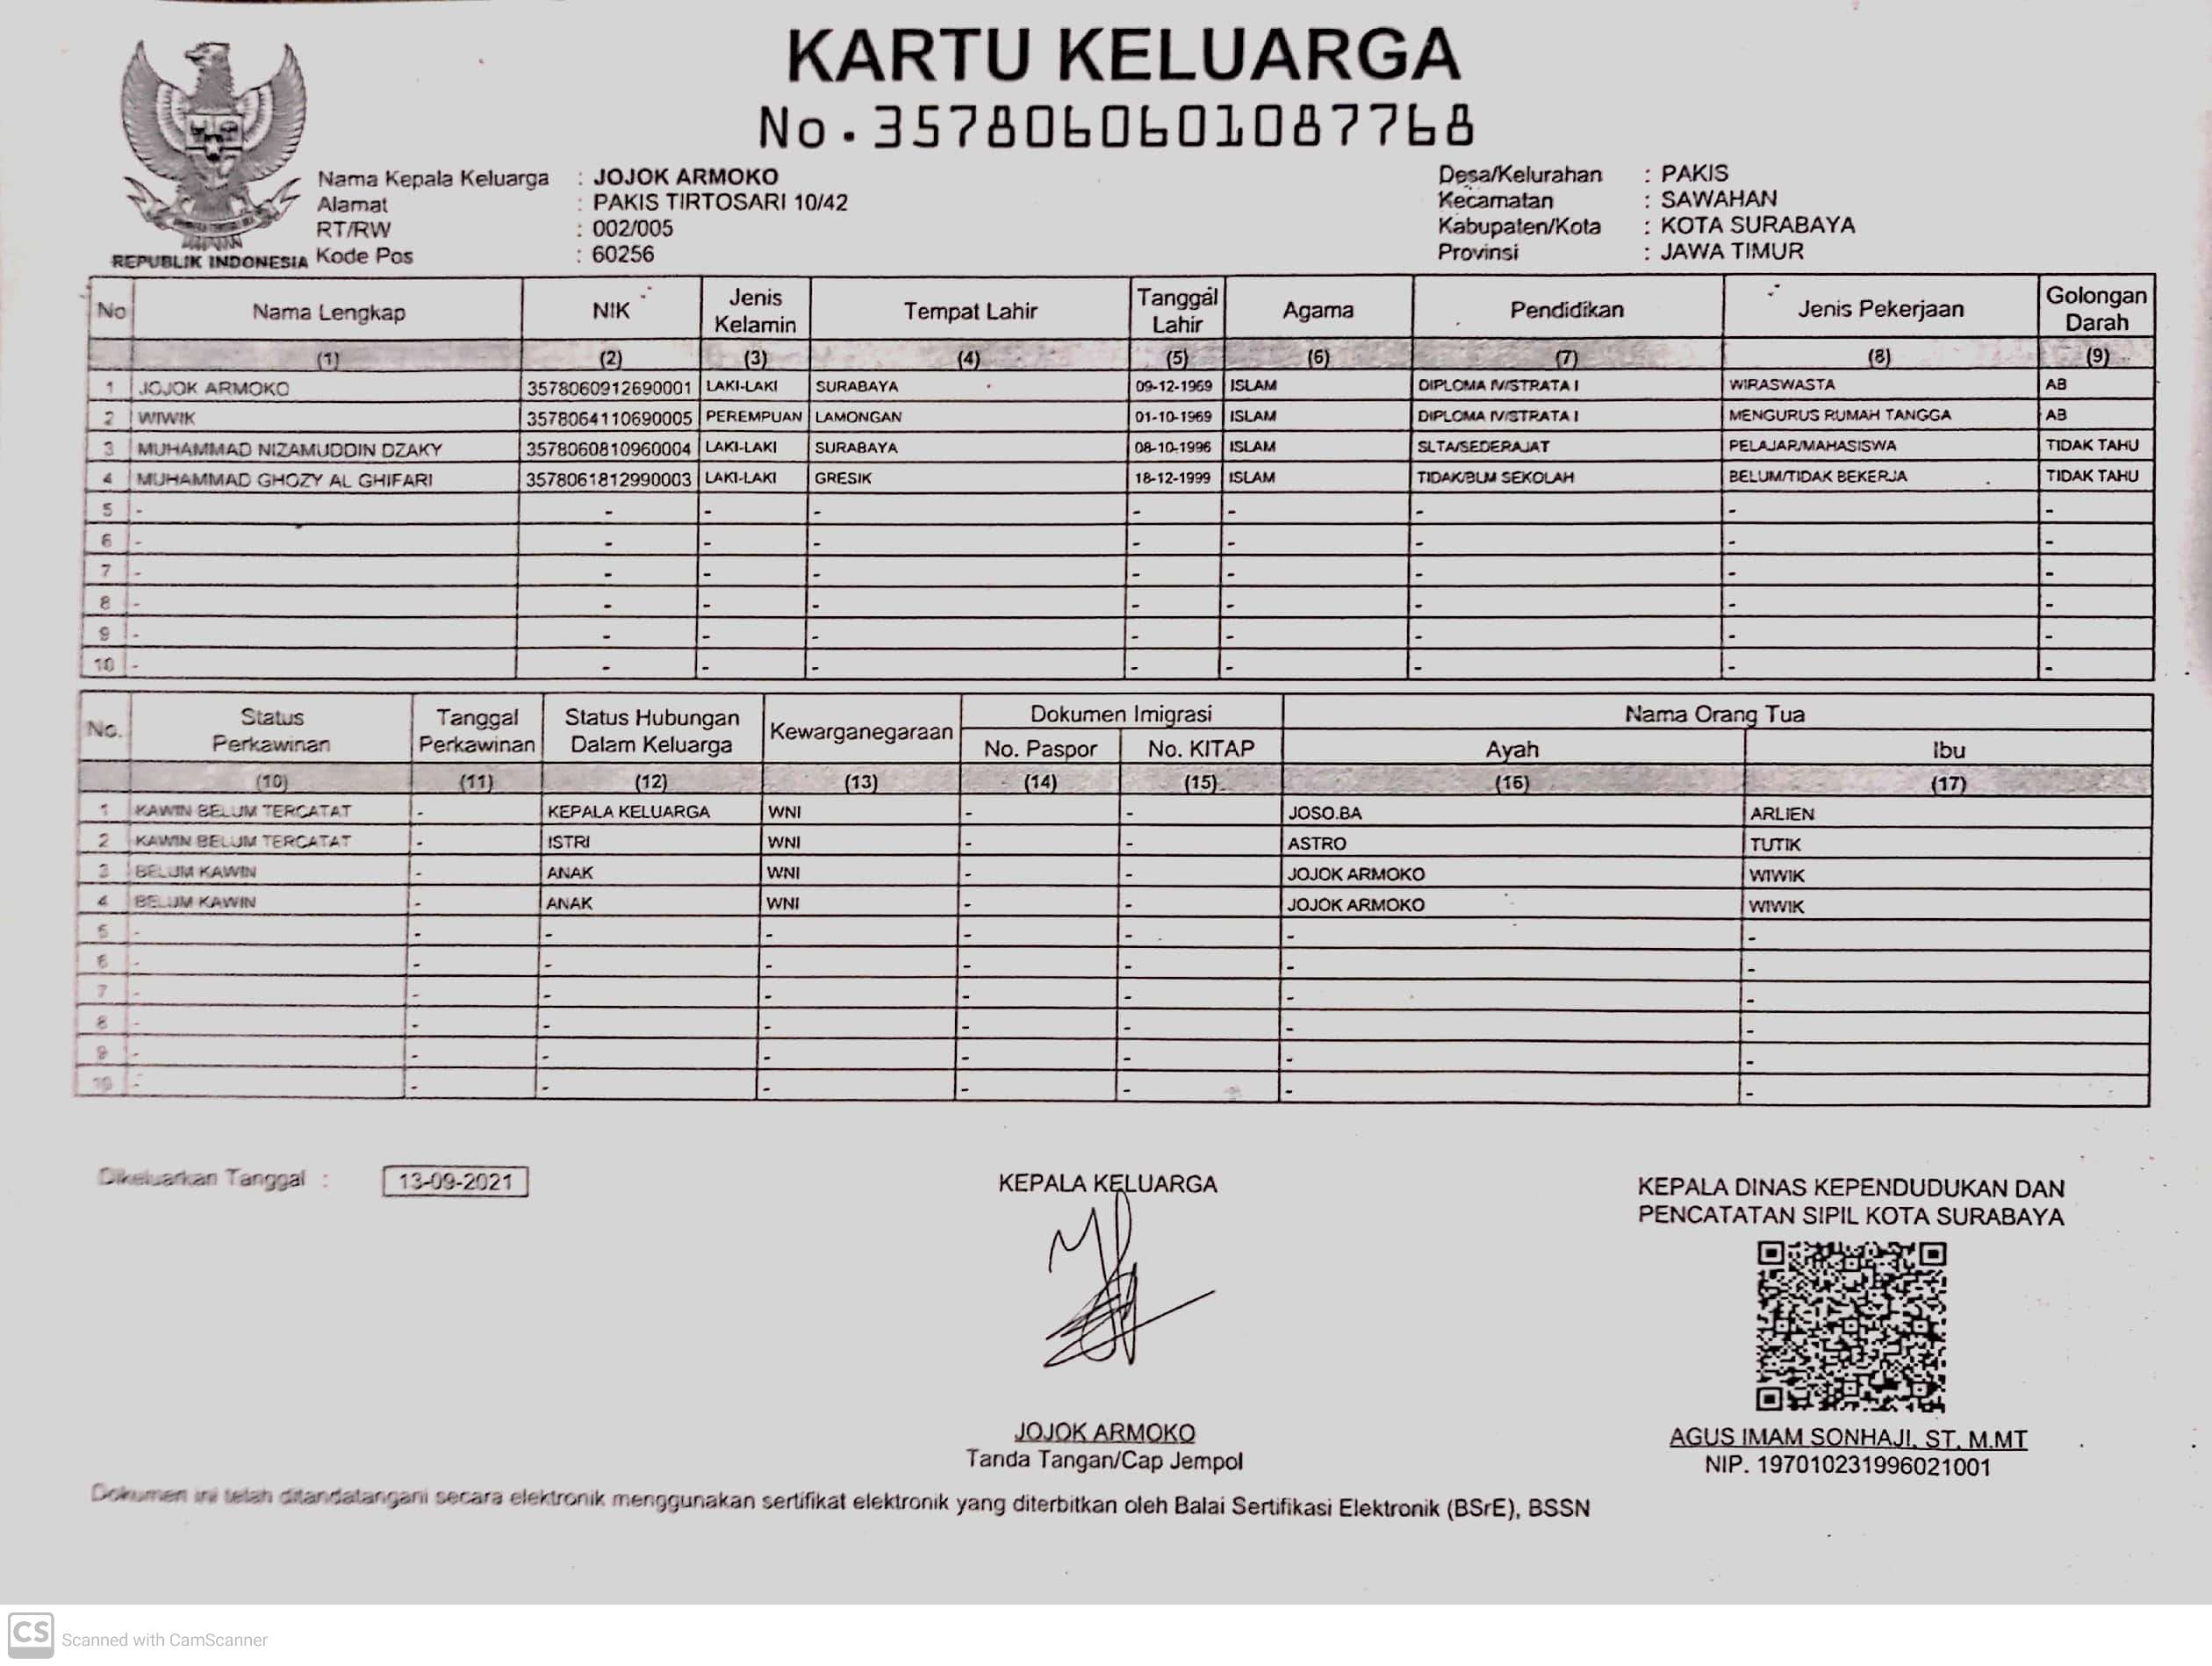 KARTU KELUARGA
No.3578060601087768
Nama Kepala Keluarga : JOJOK ARMOKO
Alamat : PAKIS TIRTOSARI 10/42
RT/RW : 002/005
Kode Pos : 60256
Desa/Kelurahan : PAKIS
Kecamatan : SAWAHAN
Kabupaten/Kota : KOTA SURABAYA
Provinsi : JAWA TIMUR
REPUBLIK INDONESIA
No Nama Lengkap NIK Jenis Kelamin Tempat Lahir Tanggal Lahir Agama Pendidikan Jenis Pekerjaan Golongan Darah
(1) (2) (3) (4) (5) (6) (7) (8) (9)
1 JOJOK ARMOKO 3578060912690001 LAKI-LAKI SURABAYA 09-12-1969 ISLAM DIPLOMA IV/STRATA I WIRASWASTA AB
2 WIWIK 3578064110690005 PEREMPUAN LAMONGAN 01-10-1969 ISLAM DIPLOMA IV/STRATA I MENGURUS RUMAH TANGGA AB
3 MUHAMMAD NIZAMUDDIN DZAKY 3578060810960004 LAKI-LAKI SURABAYA 08-10-1996 ISLAM SLTA/SEDERAJAT PELAJAR/MAHASISWA TIDAK TAHU
4 MUHAMMAD GHOZY AL GHIFARI 3578061812990003 LAKI-LAKI GRESIK 18-12-1999 ISLAM TIDAK/BLM SEKOLAH BELUM/TIDAK BEKERJA TIDAK TAHU
5 - - - - - - - - -
6 - - - - - - - - -
7 - - - - - - - - -
8 - - - - - - - - -
9 - - - - - - - - -
10 - - - - - - - - -
No. Status Perkawinan Tanggal Perkawinan Status Hubungan Dalam Keluarga Kewarganegaraan Dokumen Imigrasi Nama Orang Tua
No. Paspor No. KITAP Ayah Ibu
(10) (11) (12) (13) (14) (15) (16) (17)
1 KAWIN BELUM TERCATAT - KEPALA KELUARGA WNI - - JOSO.BA ARLIEN
2 KAWIN BELUM TERCATAT - ISTRI WNI - - ASTRO TUTIK
3 BELUM KAWIN - ANAK WNI - - JOJOK ARMOKO WIWIK
4 BELUM KAWIN - ANAK WNI - - JOJOK ARMOKO WIWIK
5 - - - - - - - -
6 - - - - - - - -
7 - - - - - - - -
8 - - - - - - - -
9 - - - - - - - -
10 - - - - - - - -
Dikeluarkan Tanggal : 13-09-2021
KEPALA KELUARGA
JOJOK ARMOKO
Tanda Tangan/Cap Jempol
KEPALA DINAS KEPENDUDUKAN DAN
PENCATATAN SIPIL KOTA SURABAYA
AGUS IMAM SONHAJI, ST, M.MT
NIP. 197010231996021001
Dokumen ini telah ditandatangani secara elektronik menggunakan sertifikat elektronik yang diterbitkan oleh Balai Sertifikasi Elektronik (BSrE), BSSN
CS Scanned with CamScanner